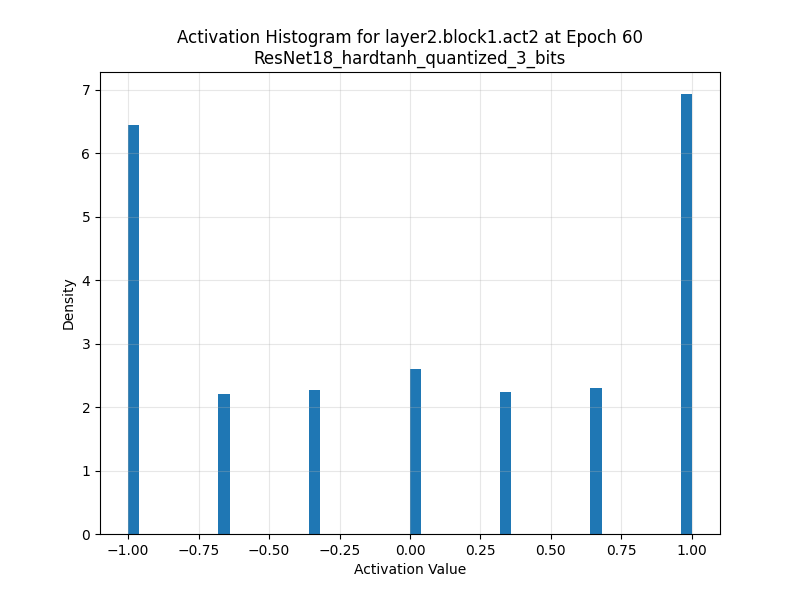 Activation Histogram for layer2.block1.act2 at Epoch 60
ResNet18_hardtanh_quantized_3_bits
Density
7
6
5
4
3
2
1
0
−1.00 −0.75 −0.50 −0.25 0.00 0.25 0.50 0.75 1.00
Activation Value